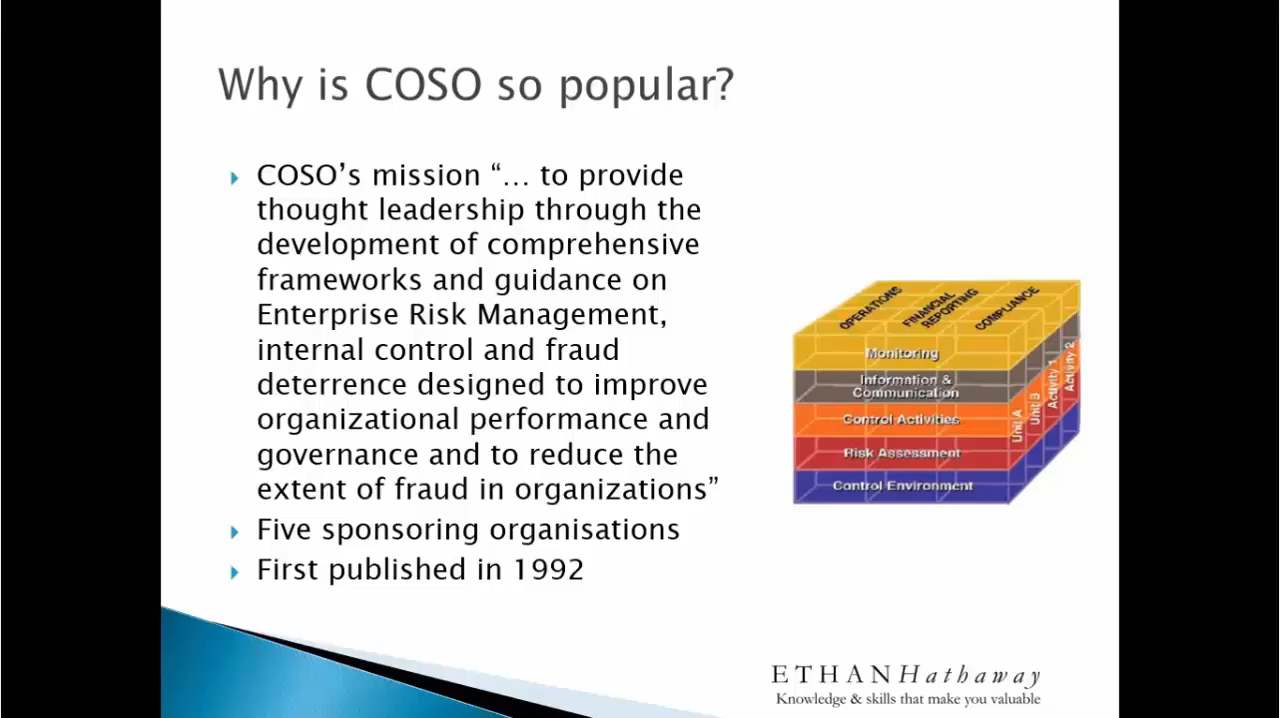 Why is COSO so popular?
COSO’s mission “… to provide
thought leadership through the
development of comprehensive
frameworks and guidance on
Enterprise Risk Management,
internal control and fraud
deterrence designed to improve
organizational performance and
governance and to reduce the
extent of fraud in organizations”
Five sponsoring organisations
First published in 1992
OPERATIONS
FINANCIAL
REPORTING
COMPLIANCE
Monitoring
Information &
Communication
Control Activities
Risk Assessment
Control Environment
Unit A
Unit B
Activity 1
Activity 2
ETHANHathaway
Knowledge & skills that make you valuable